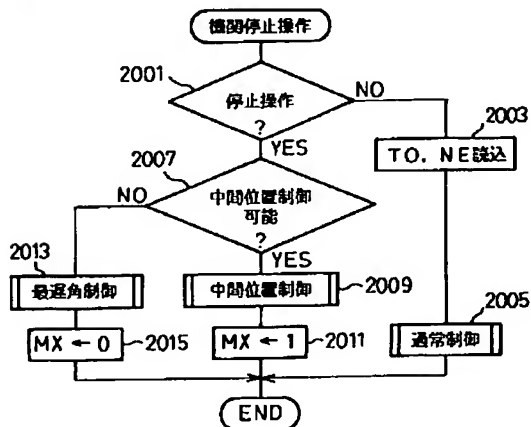 機関停止操作
2001
停止操作
?
NO
YES
2003
TO, NE読込
2007
中間位置制御
可能
?
NO
YES
2013
最遅角制御
中間位置制御
2009
2005
通常制御
MX ← 0
2015
MX ← 1
2011
END